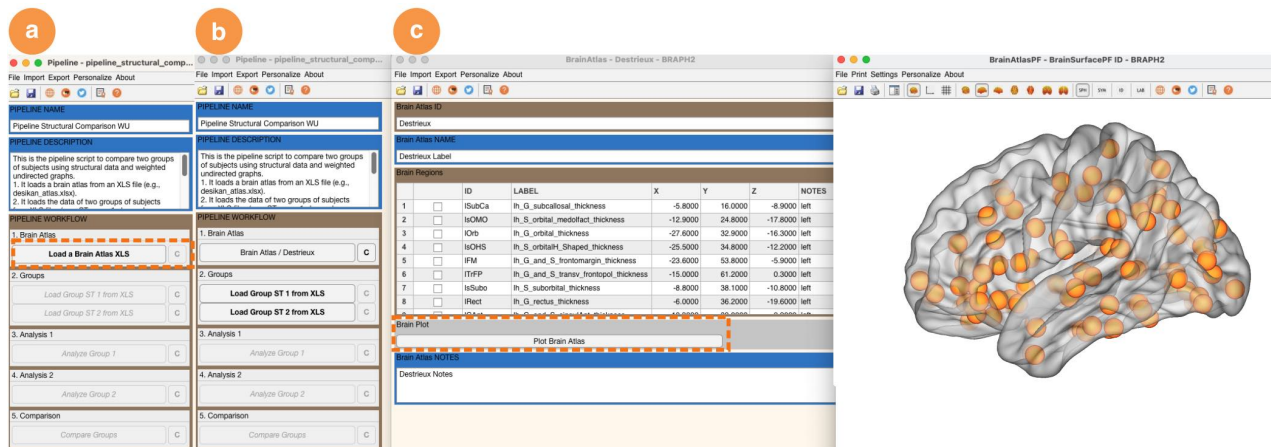 a
b
c
Pipeline - pipeline_structural_comp...
File Import Export Personalize About
PIPELINE NAME
Pipeline Structural Comparison WU
PIPELINE DESCRIPTION
This is the pipeline script to compare two groups
of subjects using structural data and weighted
undirected graphs.
1. It loads a brain atlas from an XLS file (e.g.,
desikan_atlas.xlsx).
2. It loads the data of two groups of subjects
PIPELINE WORKFLOW
1. Brain Atlas
Load a Brain Atlas XLS
C
2. Groups
Load Group ST 1 from XLS
C
Load Group ST 2 from XLS
C
3. Analysis 1
Analyze Group 1
C
4. Analysis 2
Analyze Group 2
C
5. Comparison
Compare Groups
C
Pipeline - pipeline_structural_comp...
File Import Export Personalize About
PIPELINE NAME
Pipeline Structural Comparison WU
PIPELINE DESCRIPTION
This is the pipeline script to compare two groups
of subjects using structural data and weighted
undirected graphs.
1. It loads a brain atlas from an XLS file (e.g.,
desikan_atlas.xlsx).
2. It loads the data of two groups of subjects
PIPELINE WORKFLOW
1. Brain Atlas
Brain Atlas / Destrieux
C
2. Groups
Load Group ST 1 from XLS
C
Load Group ST 2 from XLS
C
3. Analysis 1
Analyze Group 1
C
4. Analysis 2
Analyze Group 2
C
5. Comparison
Compare Groups
C
BrainAtlas - Destrieux - BRAPH2
File Import Export Personalize About
Brain Atlas ID
Destrieux
Brain Atlas NAME
Destrieux Label
Brain Regions
ID LABEL X Y Z NOTES
1 lSubCa lh_G_subcallosal_thickness -5.8000 16.0000 -8.9000 left
2 lsOMO lh_S_orbital_medolfact_thickness -12.9000 24.8000 -17.8000 left
3 lOrb lh_G_orbital_thickness -27.6000 32.9000 -16.3000 left
4 lsOHS lh_S_orbitalH_Shaped_thickness -25.5000 34.8000 -12.2000 left
5 lFM lh_G_and_S_frontomargin_thickness -23.6000 53.8000 -5.9000 left
6 lTrFP lh_G_and_S_transv_frontopol_thickness -15.0000 61.2000 0.3000 left
7 lsSubo lh_S_suborbital_thickness -8.8000 38.1000 -10.8000 left
8 lRect lh_G_rectus_thickness -6.0000 36.2000 -19.6000 left
Brain Plot
Plot Brain Atlas
Brain Atlas NOTES
Destrieux Notes
BrainAtlasPF - BrainSurfacePF ID - BRAPH2
File Print Settings Personalize About
SPH SYM ID LAB